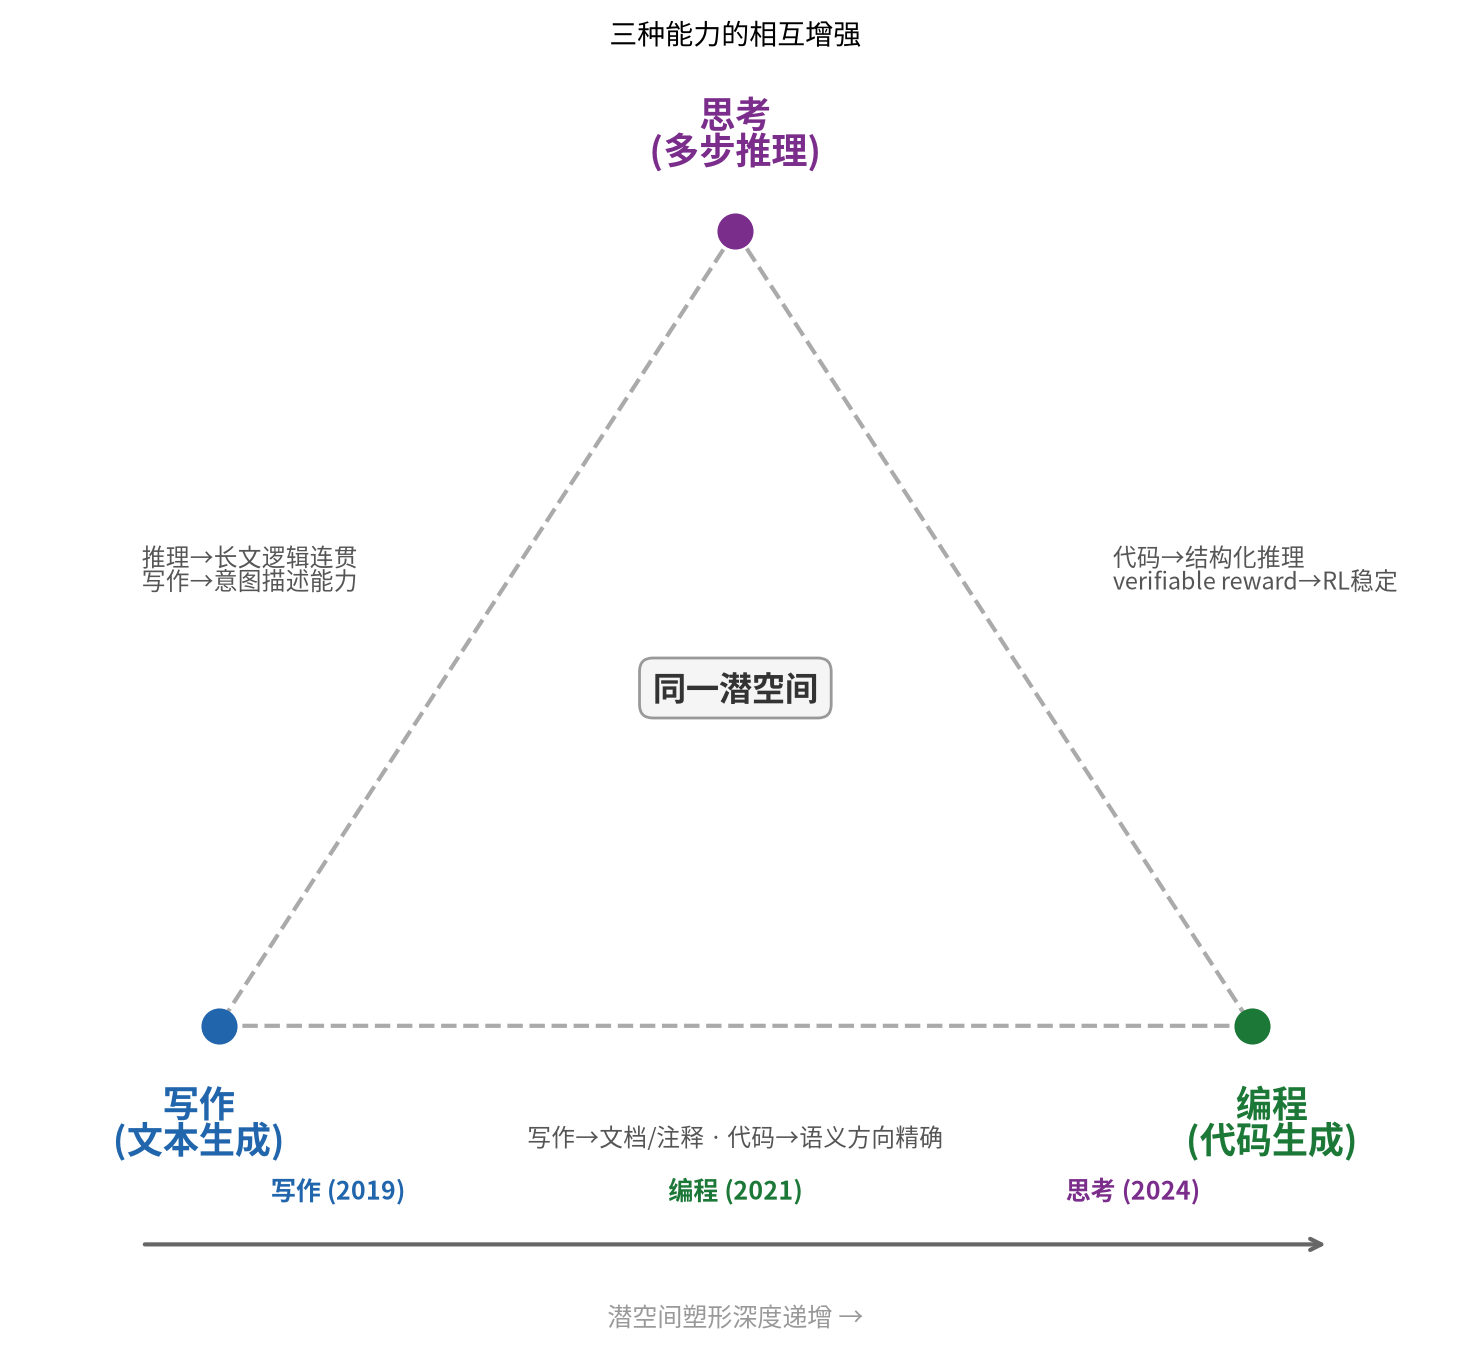 三种能力的相互增强
思考
(多步推理)
推理→长文逻辑连贯
写作→意图描述能力
代码→结构化推理
verifiable reward→RL稳定
同一潜空间
写作
(文本生成)
编程
(代码生成)
写作→文档/注释 · 代码→语义方向精确
写作 (2019)
编程 (2021)
思考 (2024)
潜空间塑形深度递增 →